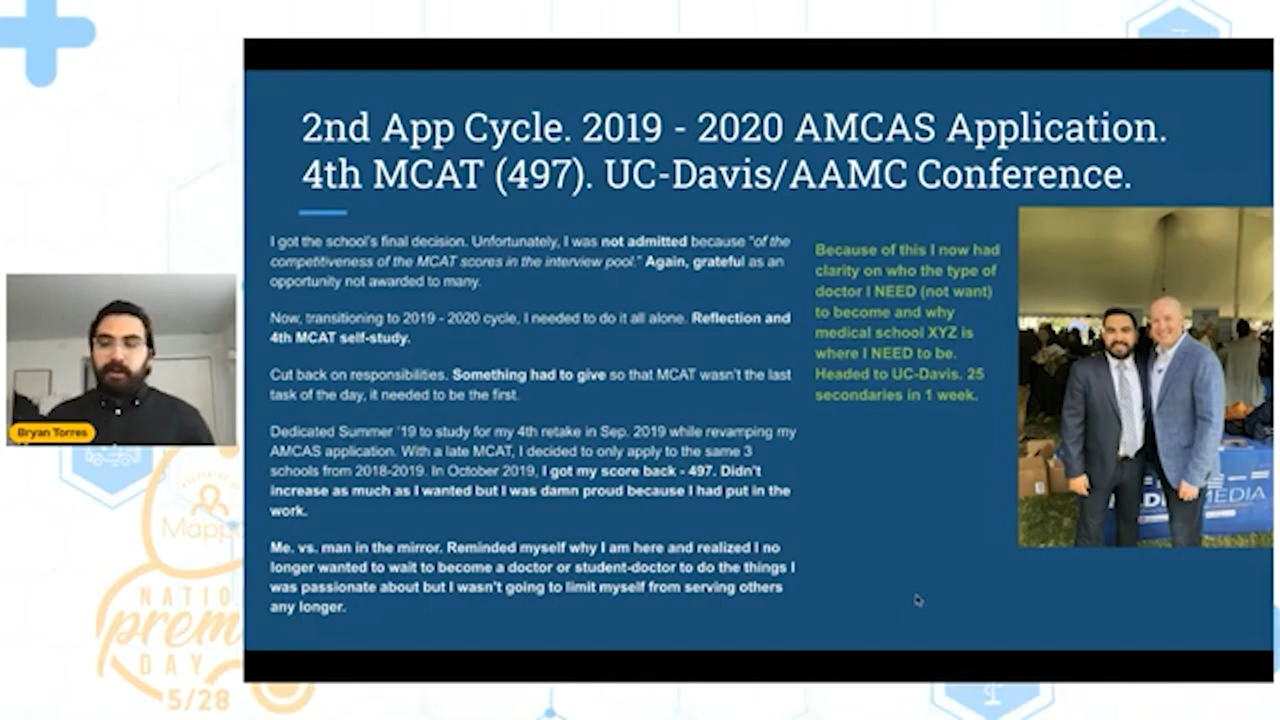 2nd App Cycle. 2019 - 2020 AMCAS Application.
4th MCAT (497). UC-Davis/AAMC Conference.
I got the school's final decision. Unfortunately, I was not admitted because "of the
competitiveness of the MCAT scores in the interview pool." Again, grateful as an
opportunity not awarded to many.
Now, transitioning to 2019 - 2020 cycle, I needed to do it all alone. Reflection and
4th MCAT self-study.
Cut back on responsibilities. Something had to give so that MCAT wasn't the last
task of the day, it needed to be the first.
Dedicated Summer '19 to study for my 4th retake in Sep. 2019 while revamping my
AMCAS application. With a late MCAT, I decided to only apply to the same 3
schools from 2018-2019. In October 2019, I got my score back - 497. Didn't
increase as much as I wanted but I was damn proud because I had put in the
work.
Me. vs. man in the mirror. Reminded myself why I am here and realized I no
longer wanted to wait to become a doctor or student-doctor to do the things I
was passionate about but I wasn't going to limit myself from serving others
any longer.
Because of this I now had
clarity on who the type of
doctor I NEED (not want)
to become and why
medical school XYZ is
where I NEED to be.
Headed to UC-Davis. 25
secondaries in 1 week.
MEDIA
Bryan Torres
Mapp
NATIO
prem
DAY
5/28